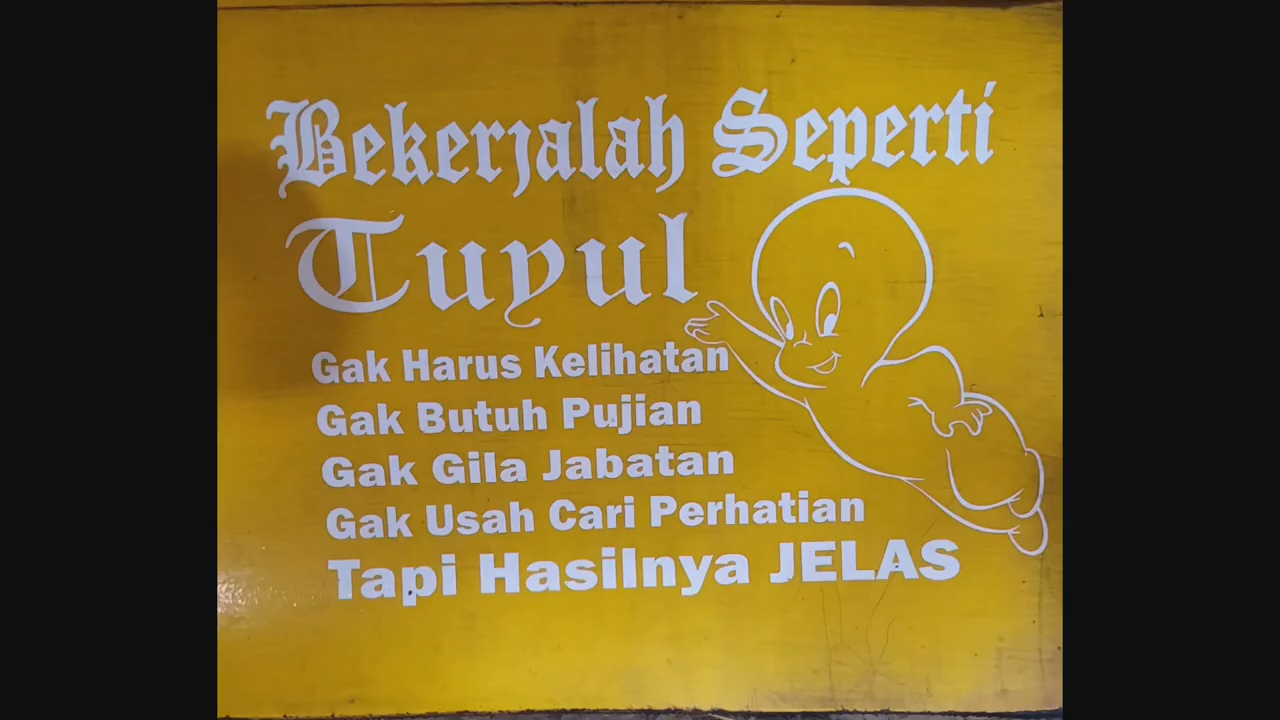 Bekerjalah Seperti
Tuyul
Gak Harus Kelihatan
Gak Butuh Pujian
Gak Gila Jabatan
Gak Usah Cari Perhatian
Tapi Hasilnya JELAS